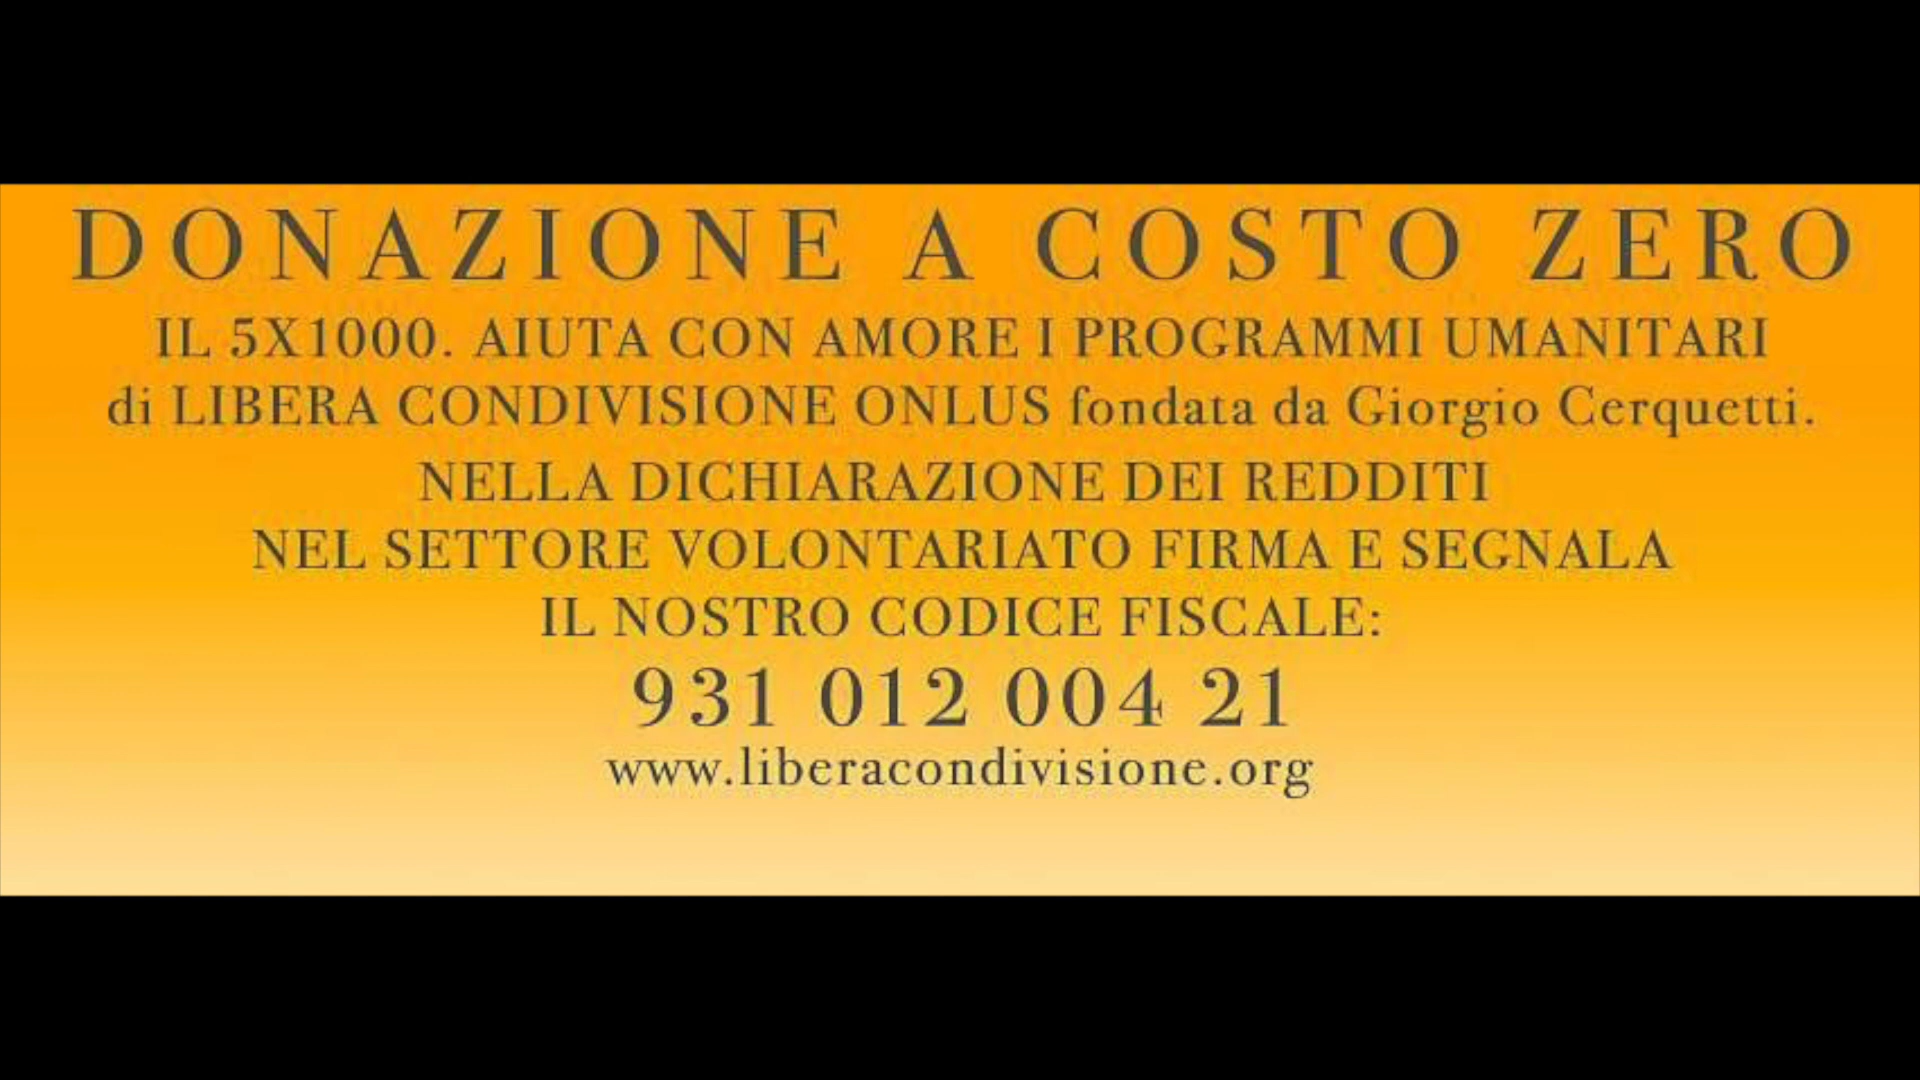 DONAZIONE A COSTO ZERO
IL 5X1000. AIUTA CON AMORE I PROGRAMMI UMANITARI
di LIBERA CONDIVISIONE ONLUS fondata da Giorgio Cerquetti.
NELLA DICHIARAZIONE DEI REDDITI
NEL SETTORE VOLONTARIATO FIRMA E SEGNALA
IL NOSTRO CODICE FISCALE:
931 012 004 21
www.liberacondivisione.org